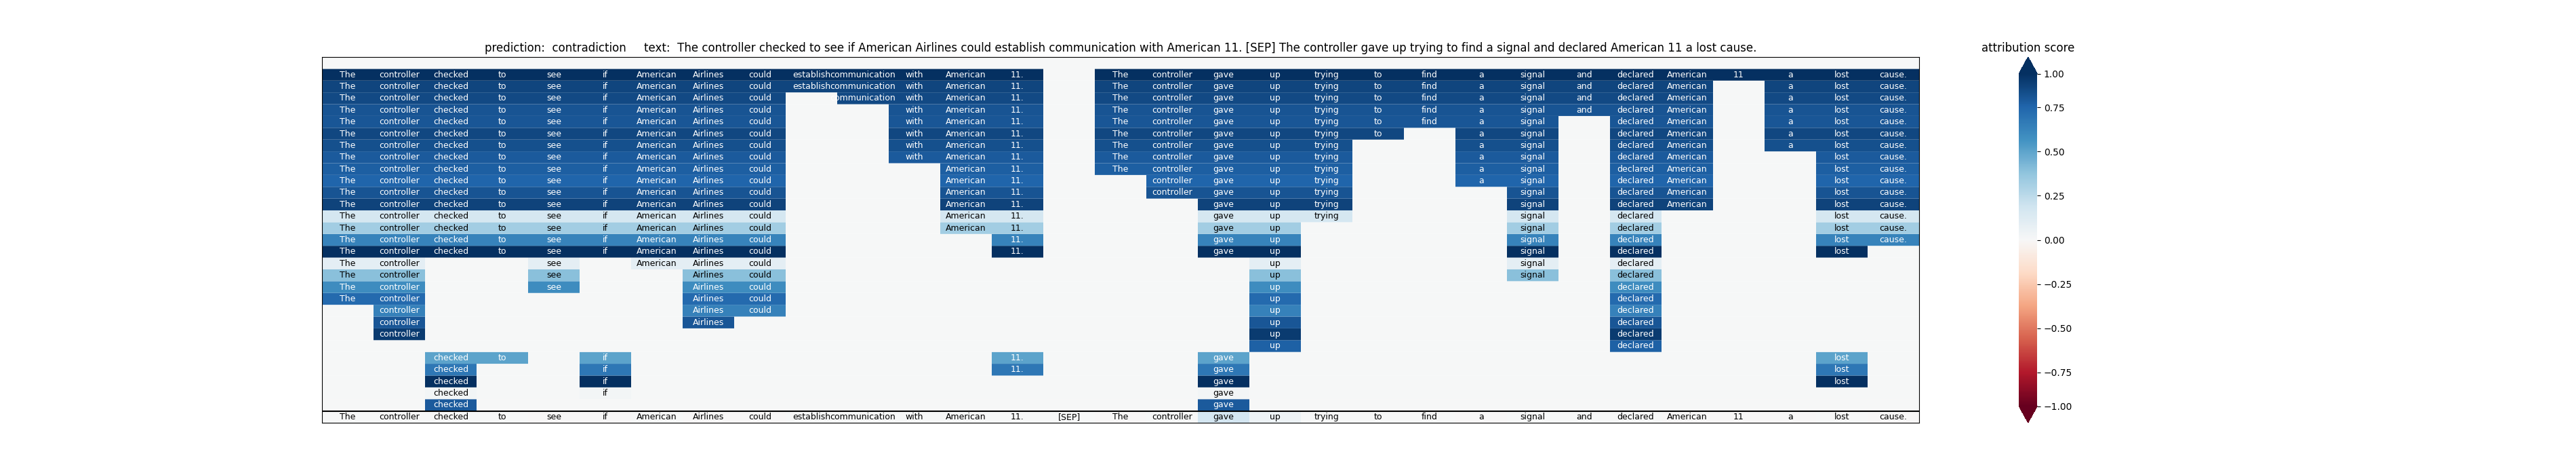 prediction: contradiction text: The controller checked to see if American Airlines could establish communication with American 11. [SEP] The controller gave up trying to find a signal and declared American 11 a lost cause.
The controller checked to see if American Airlines could establish communication with American 11. The controller gave up trying to find a signal and declared American 11 a lost cause.
The controller checked to see if American Airlines could establish communication with American 11. The controller gave up trying to find a signal and declared American a lost cause.
The controller checked to see if American Airlines could ommunication with American 11. The controller gave up trying to find a signal and declared American a lost cause.
The controller checked to see if American Airlines could with American 11. The controller gave up trying to find a signal and declared American a lost cause.
The controller checked to see if American Airlines could with American 11. The controller gave up trying to find a signal declared American a lost cause.
The controller checked to see if American Airlines could with American 11. The controller gave up trying to a signal declared American a lost cause.
The controller checked to see if American Airlines could with American 11. The controller gave up trying a signal declared American a lost cause.
The controller checked to see if American Airlines could with American 11. The controller gave up trying a signal declared American lost cause.
The controller checked to see if American Airlines could American 11. The controller gave up trying a signal declared American lost cause.
The controller checked to see if American Airlines could American 11. controller gave up trying a signal declared American lost cause.
The controller checked to see if American Airlines could American 11. controller gave up trying signal declared American lost cause.
The controller checked to see if American Airlines could American 11. gave up trying signal declared American lost cause.
The controller checked to see if American Airlines could American 11. gave up trying signal declared lost cause.
The controller checked to see if American Airlines could American 11. gave up signal declared lost cause.
The controller checked to see if American Airlines could 11. gave up signal declared lost cause.
The controller checked to see if American Airlines could 11. gave up signal declared lost
The controller see American Airlines could up signal declared
The controller see Airlines could up signal declared
The controller see Airlines could up declared
The controller Airlines could up declared
controller Airlines could up declared
controller Airlines up declared
controller up declared
up declared
checked to if 11. gave lost
checked if 11. gave lost
checked if gave lost
checked if gave
checked gave
The controller checked to see if American Airlines could establish communication with American 11. [SEP] The controller gave up trying to find a signal and declared American 11 a lost cause.
attribution score
1.00
0.75
0.50
0.25
0.00
−0.25
−0.50
−0.75
−1.00